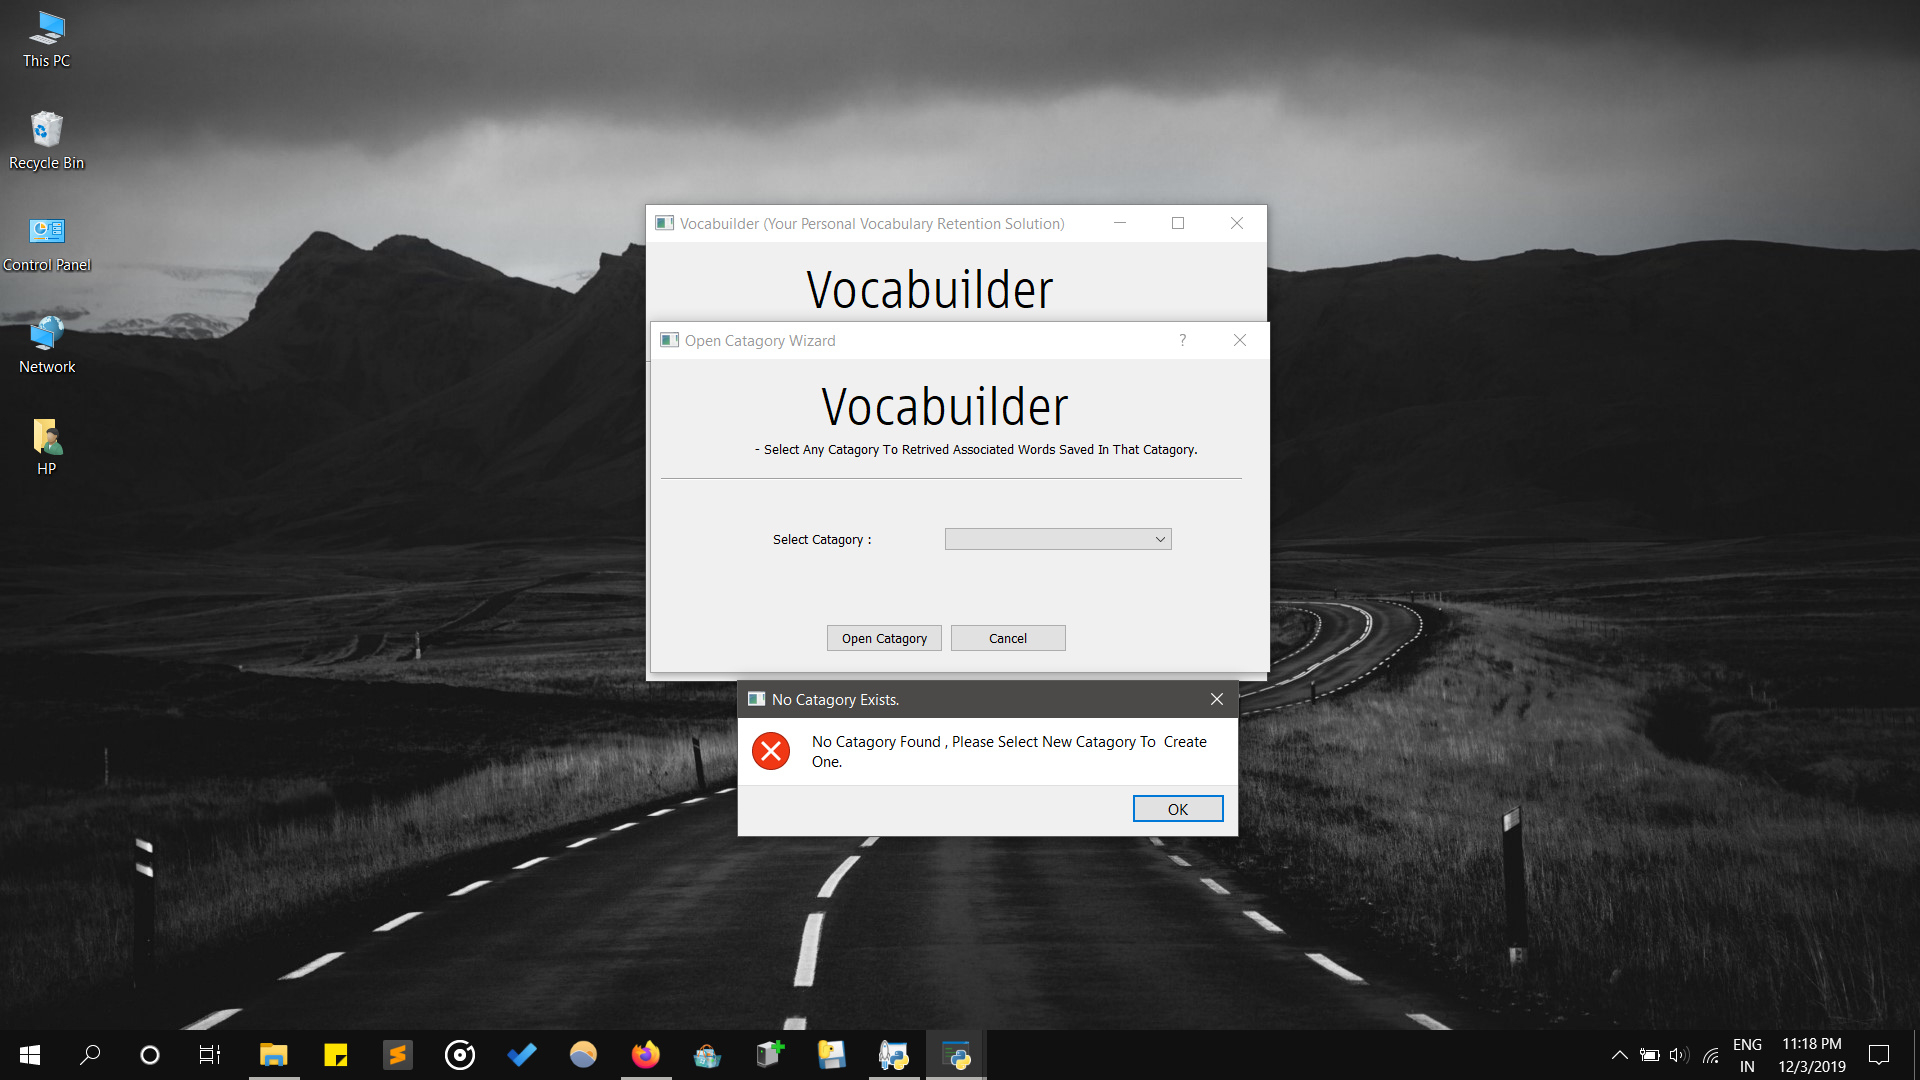 This PC
Recycle Bin
Control Panel
Network
HP
Vocabuilder (Your Personal Vocabulary Retention Solution)
Vocabuilder
Open Catagory Wizard
?
Vocabuilder
- Select Any Catagory To Retrived Associated Words Saved In That Catagory.
Select Catagory :
Open Catagory
Cancel
No Catagory Exists.
No Catagory Found , Please Select New Catagory To  Create
One.
OK
ENG
IN
11:18 PM
12/3/2019